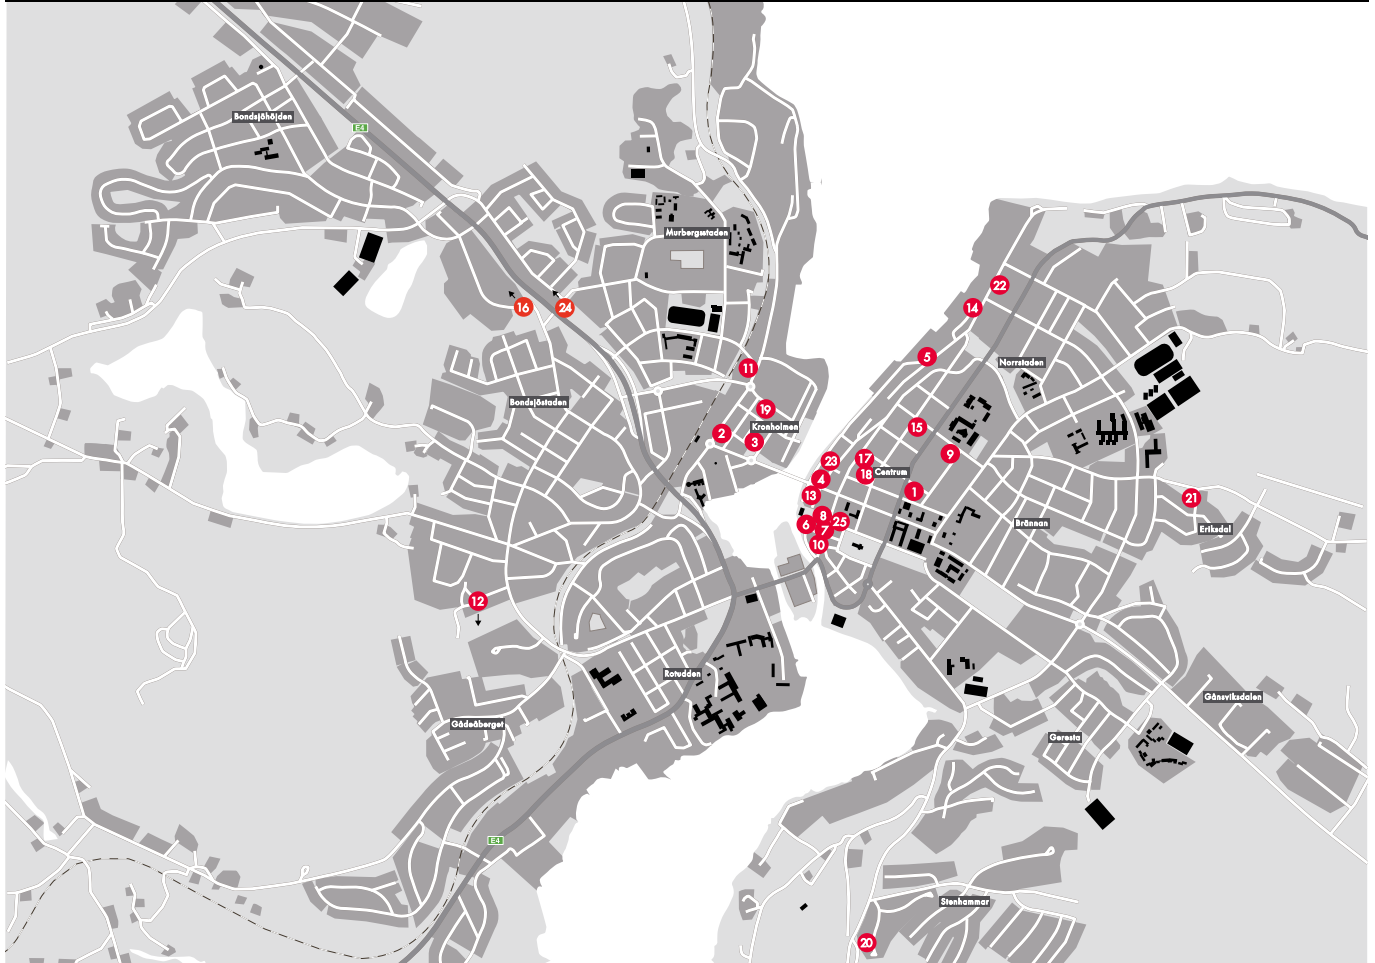 Bondsjöhöjden
E4
Murbergsstaden
16
24
22
14
5
Norrstaden
11
Bondsjöstaden
19
Kronholmen
2
3
15
9
23
17
Centrum
18
4
13
1
21
8
25
6
7
Brännan
Eriksdal
10
12
Rotudden
Gånsviksdalen
Gådeåberget
Geresta
E4
Stenhammar
20